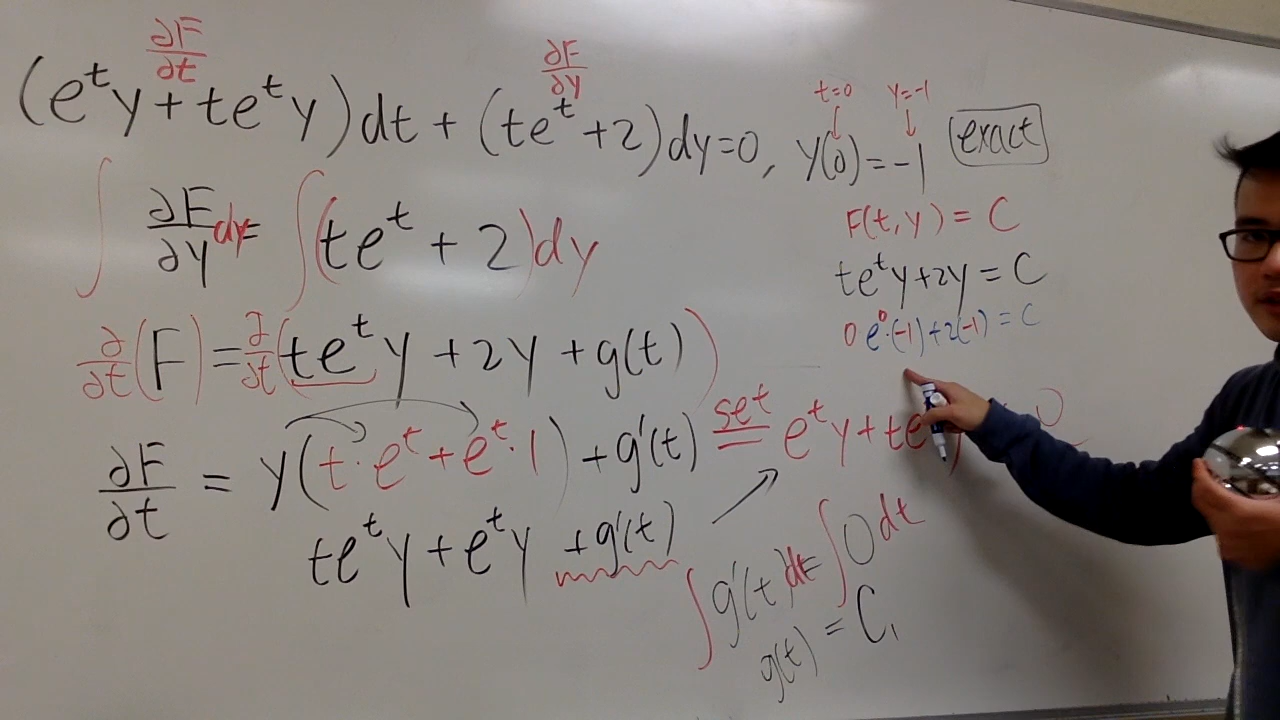 ∂F/∂t
∂F/∂y
(e^t y + te^t y)dt + (te^t + 2)dy = 0, y(0) = -1 exact
t=0 y=-1
∫ ∂F/∂y dy = ∫(te^t + 2)dy
F(t,y) = C
te^t y + 2y = C
0e^0·(-1) + 2(-1) = C
∂/∂t(F) = ∂/∂t(te^t y + 2y + g(t))
∂F/∂t = y(t·e^t + e^t·1) + g'(t) set = e^t y + te
te^t y + e^t y + g'(t)
∫g'(t)dt = ∫0 dt
g(t) = C₁